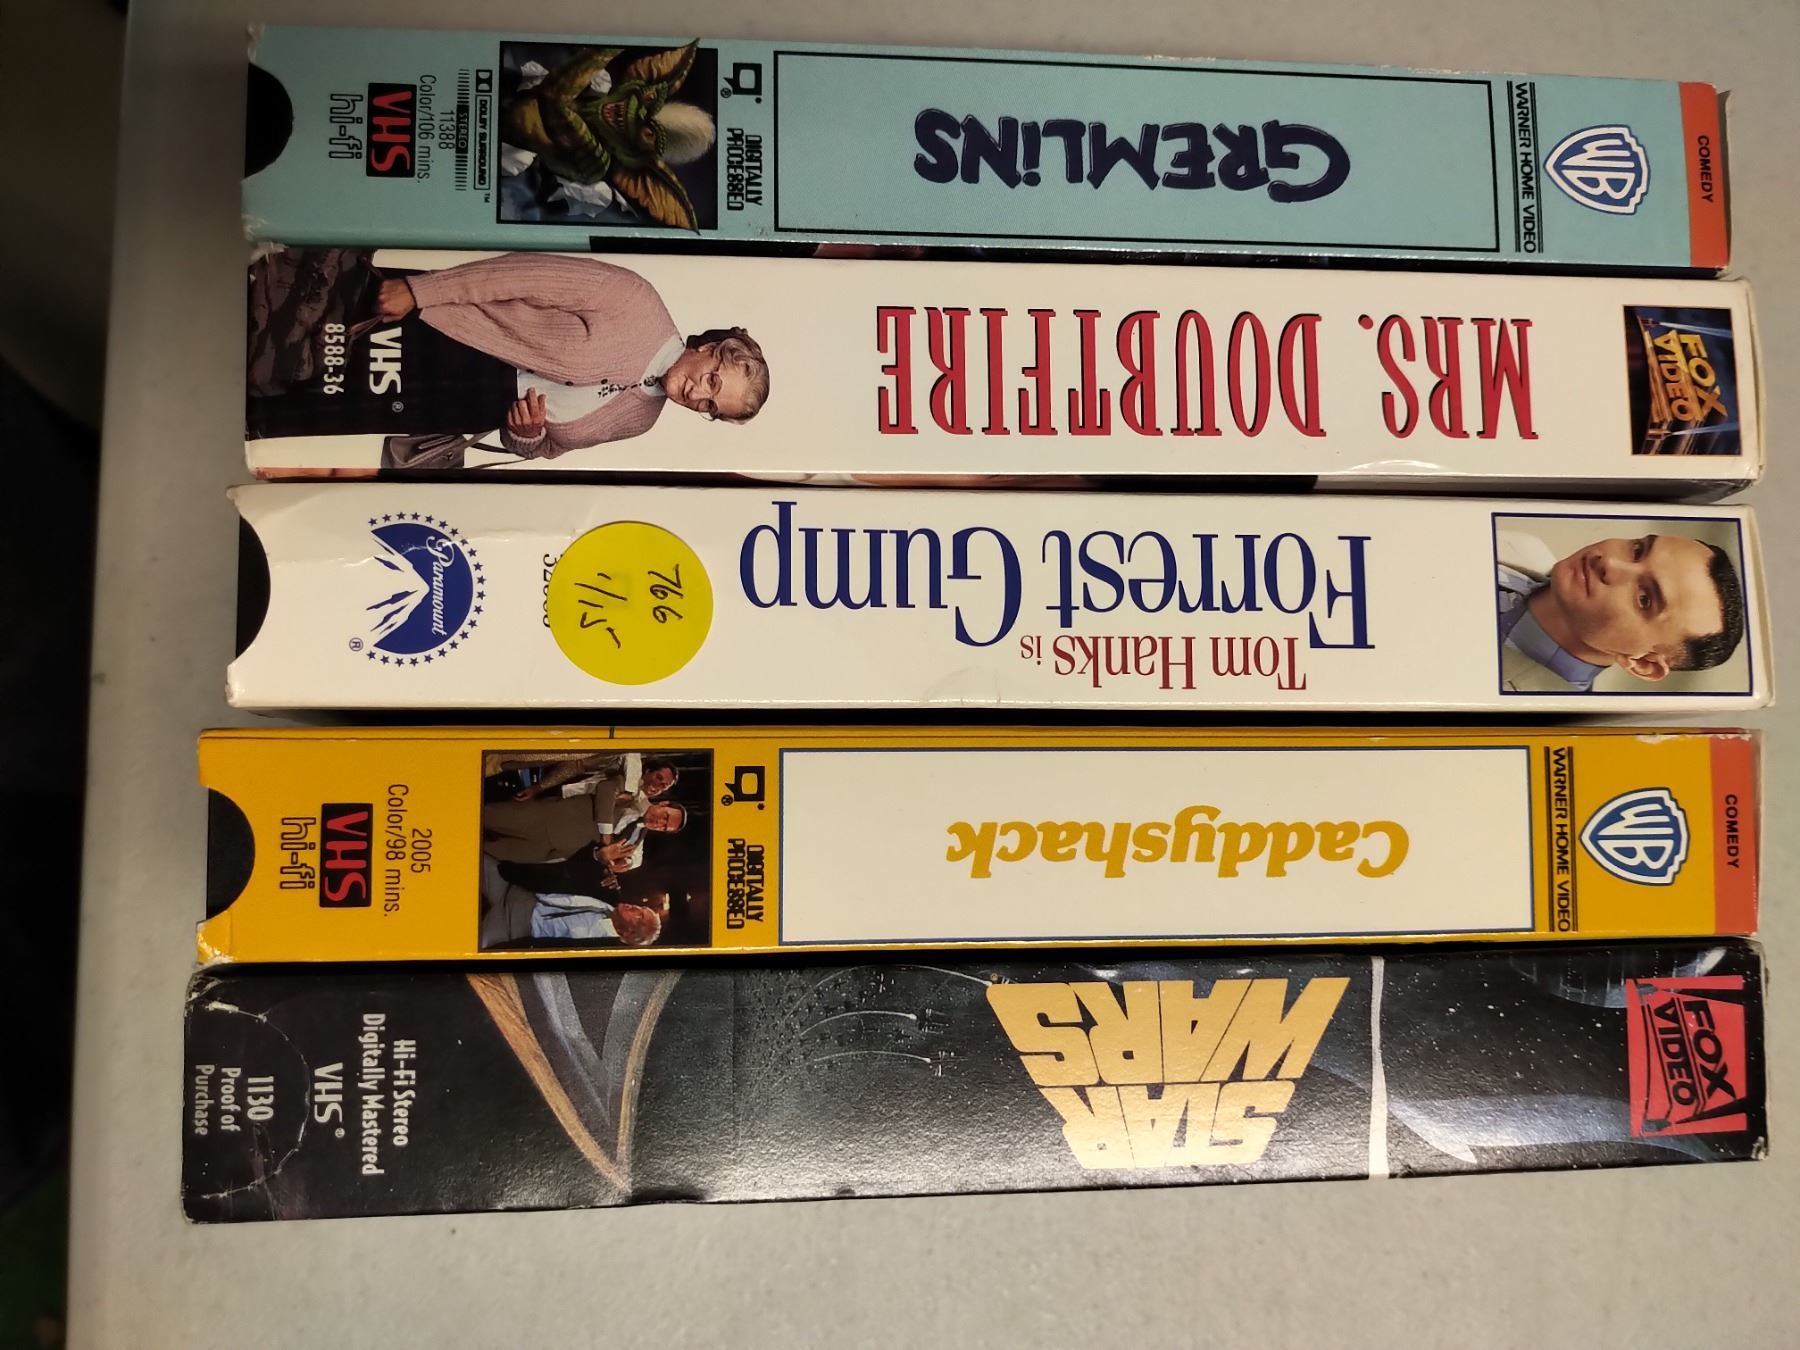 COMEDY
WB
WARNER HOME VIDEO
GREMLiNS
DIGITALLY
PROCESSED
DOLBY SURROUND
STEREO
11388
Color/106 mins.
VHS
hi-fi
FOX
VIDEO
MRS. DOUBTFIRE
VHS®
8588-36
Tom Hanks is
Forrest Gump
766
1/15
Paramount
®
COMEDY
WB
WARNER HOME VIDEO
Caddyshack
DIGITALLY
PROCESSED
2005
Color/98 mins.
VHS
hi-fi
FOX
VIDEO
STAR
WARS
Hi-Fi Stereo
Digitally Mastered
VHS®
1130
Proof of
Purchase